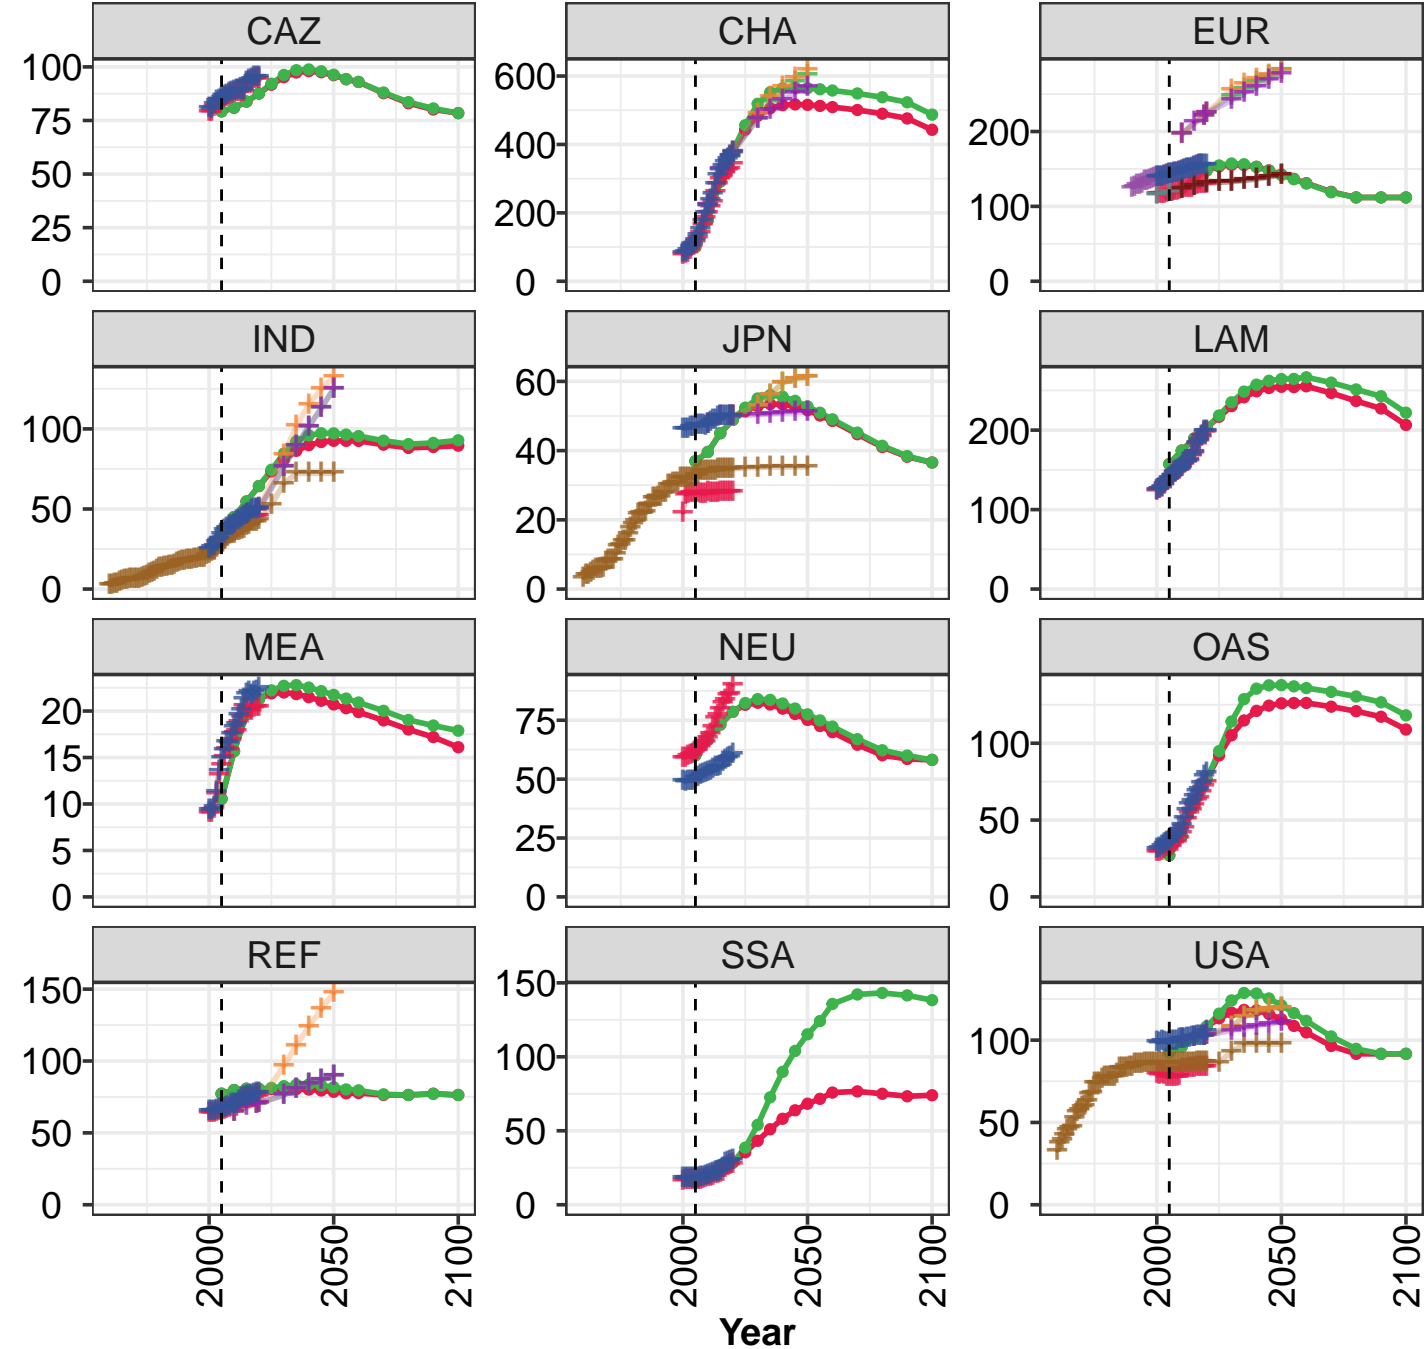 CAZ CHA EUR
100 75 50 25 0
600 400 200 0
200 100 0
IND JPN LAM
100 50 0
60 40 20 0
200 100 0
MEA NEU OAS
20 15 10 5 0
75 50 25 0
100 50 0
REF SSA USA
150 100 50 0
150 100 50 0
100 50 0
2000 2050 2100 2000 2050 2100 2000 2050 2100
Year